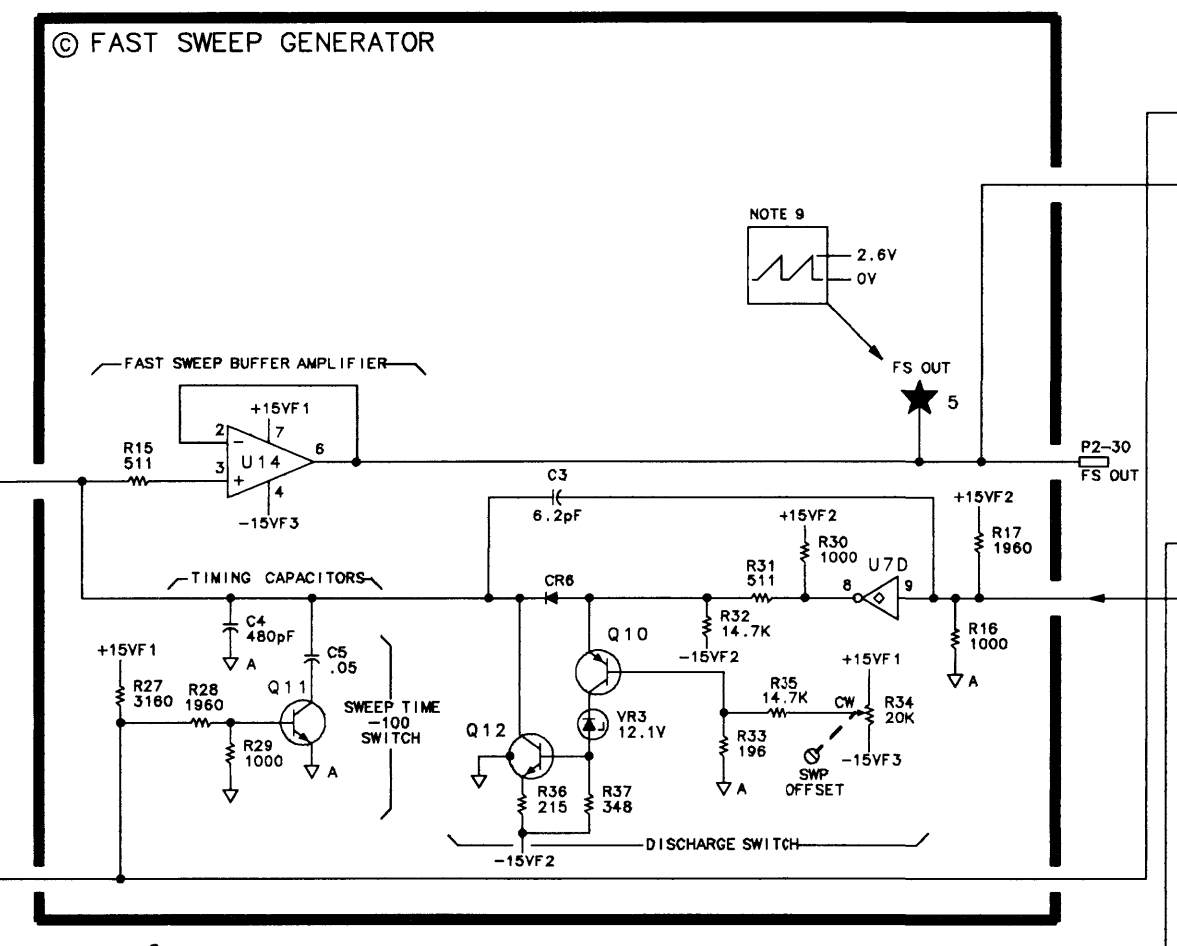 © FAST SWEEP GENERATOR
NOTE 9
2.6V
0V
FAST SWEEP BUFFER AMPLIFIER
FS OUT
5
+15VF1
2
7
R15
511
U14
6
3
4
-15VF3
P2-30
FS OUT
C3
6.2pF
+15VF2
R30
1000
+15VF2
R17
1960
TIMING CAPACITORS
CR6
R31
511
8
U7D
9
C4
480pF
A
C5
.05
R32
14.7K
-15VF2
R16
1000
A
+15VF1
R27
3160
R28
1960
Q11
R29
1000
A
SWEEP TIME
-100
SWITCH
Q10
VR3
12.1V
Q12
R36
215
R37
348
-15VF2
R35
14.7K
R33
196
A
+15VF1
CW
R34
20K
-15VF3
SWP
OFFSET
DISCHARGE SWITCH